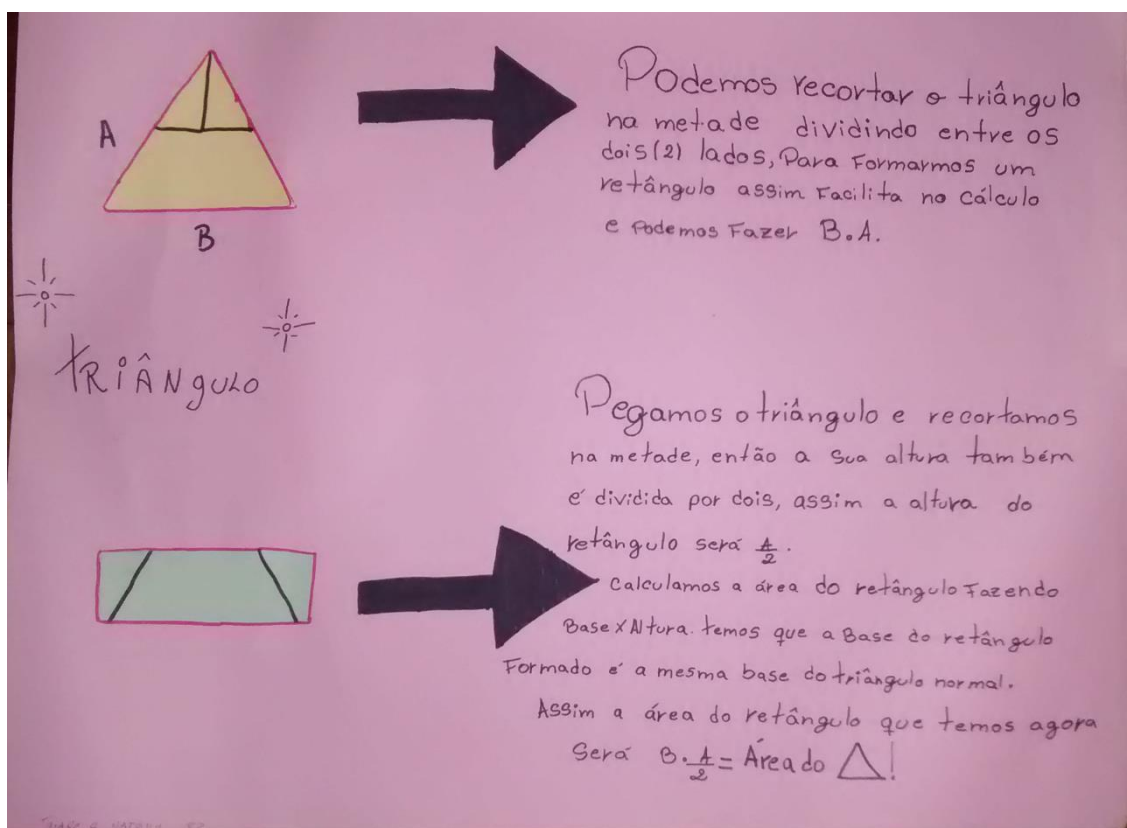 A
B
Podemos recortar o triângulo
na metade dividindo entre os
dois (2) lados, Para Formarmos um
retângulo assim Facilita no cálculo
e Podemos Fazer B.A.
tRiÂNgULO
Pegamos o triângulo e recortamos
na metade, então a sua altura também
é dividida por dois, assim a altura do
retângulo será A/2.
Calculamos a área do retângulo Fazendo
Base X Altura. temos que a Base do retângulo
Formado é a mesma base do triângulo normal.
Assim a área do retângulo que temos agora
Será B.A/2 = Área do △!